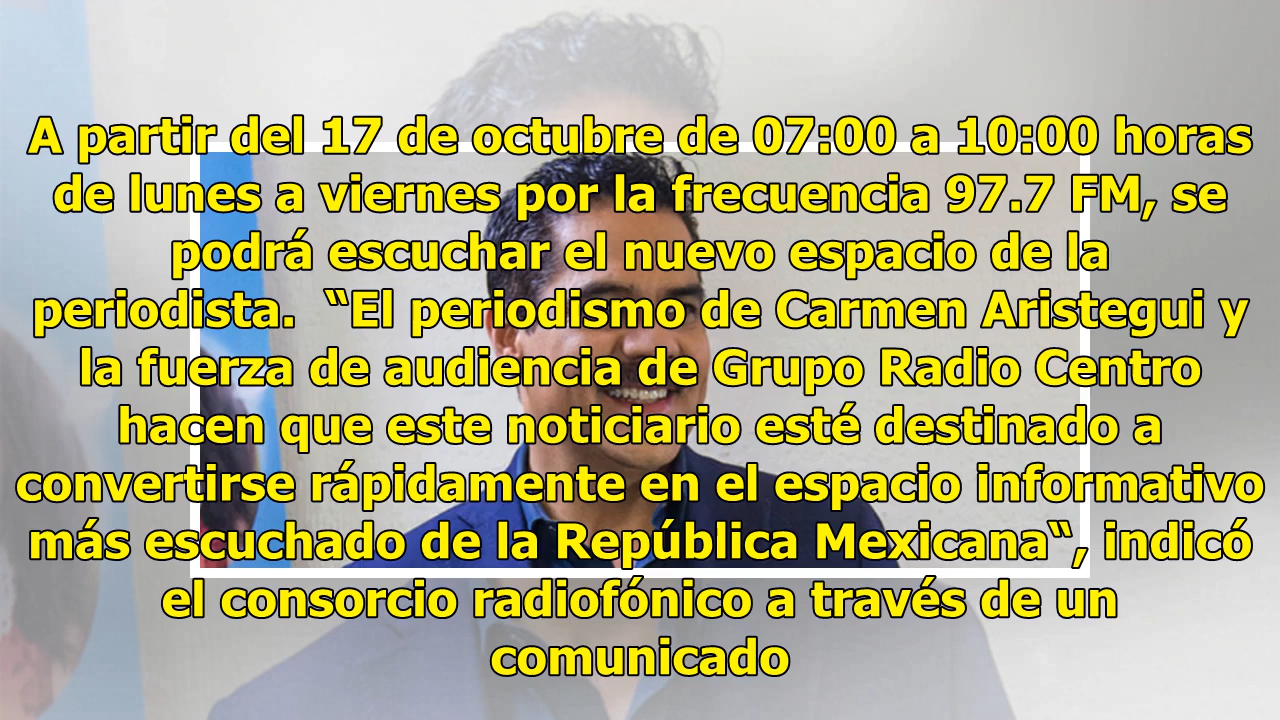 A partir del 17 de octubre de 07:00 a 10:00 horas
de lunes a viernes por la frecuencia 97.7 FM, se
podrá escuchar el nuevo espacio de la
periodista.  “El periodismo de Carmen Aristegui y
la fuerza de audiencia de Grupo Radio Centro
hacen que este noticiario esté destinado a
convertirse rápidamente en el espacio informativo
más escuchado de la República Mexicana“, indicó
el consorcio radiofónico a través de un
comunicado